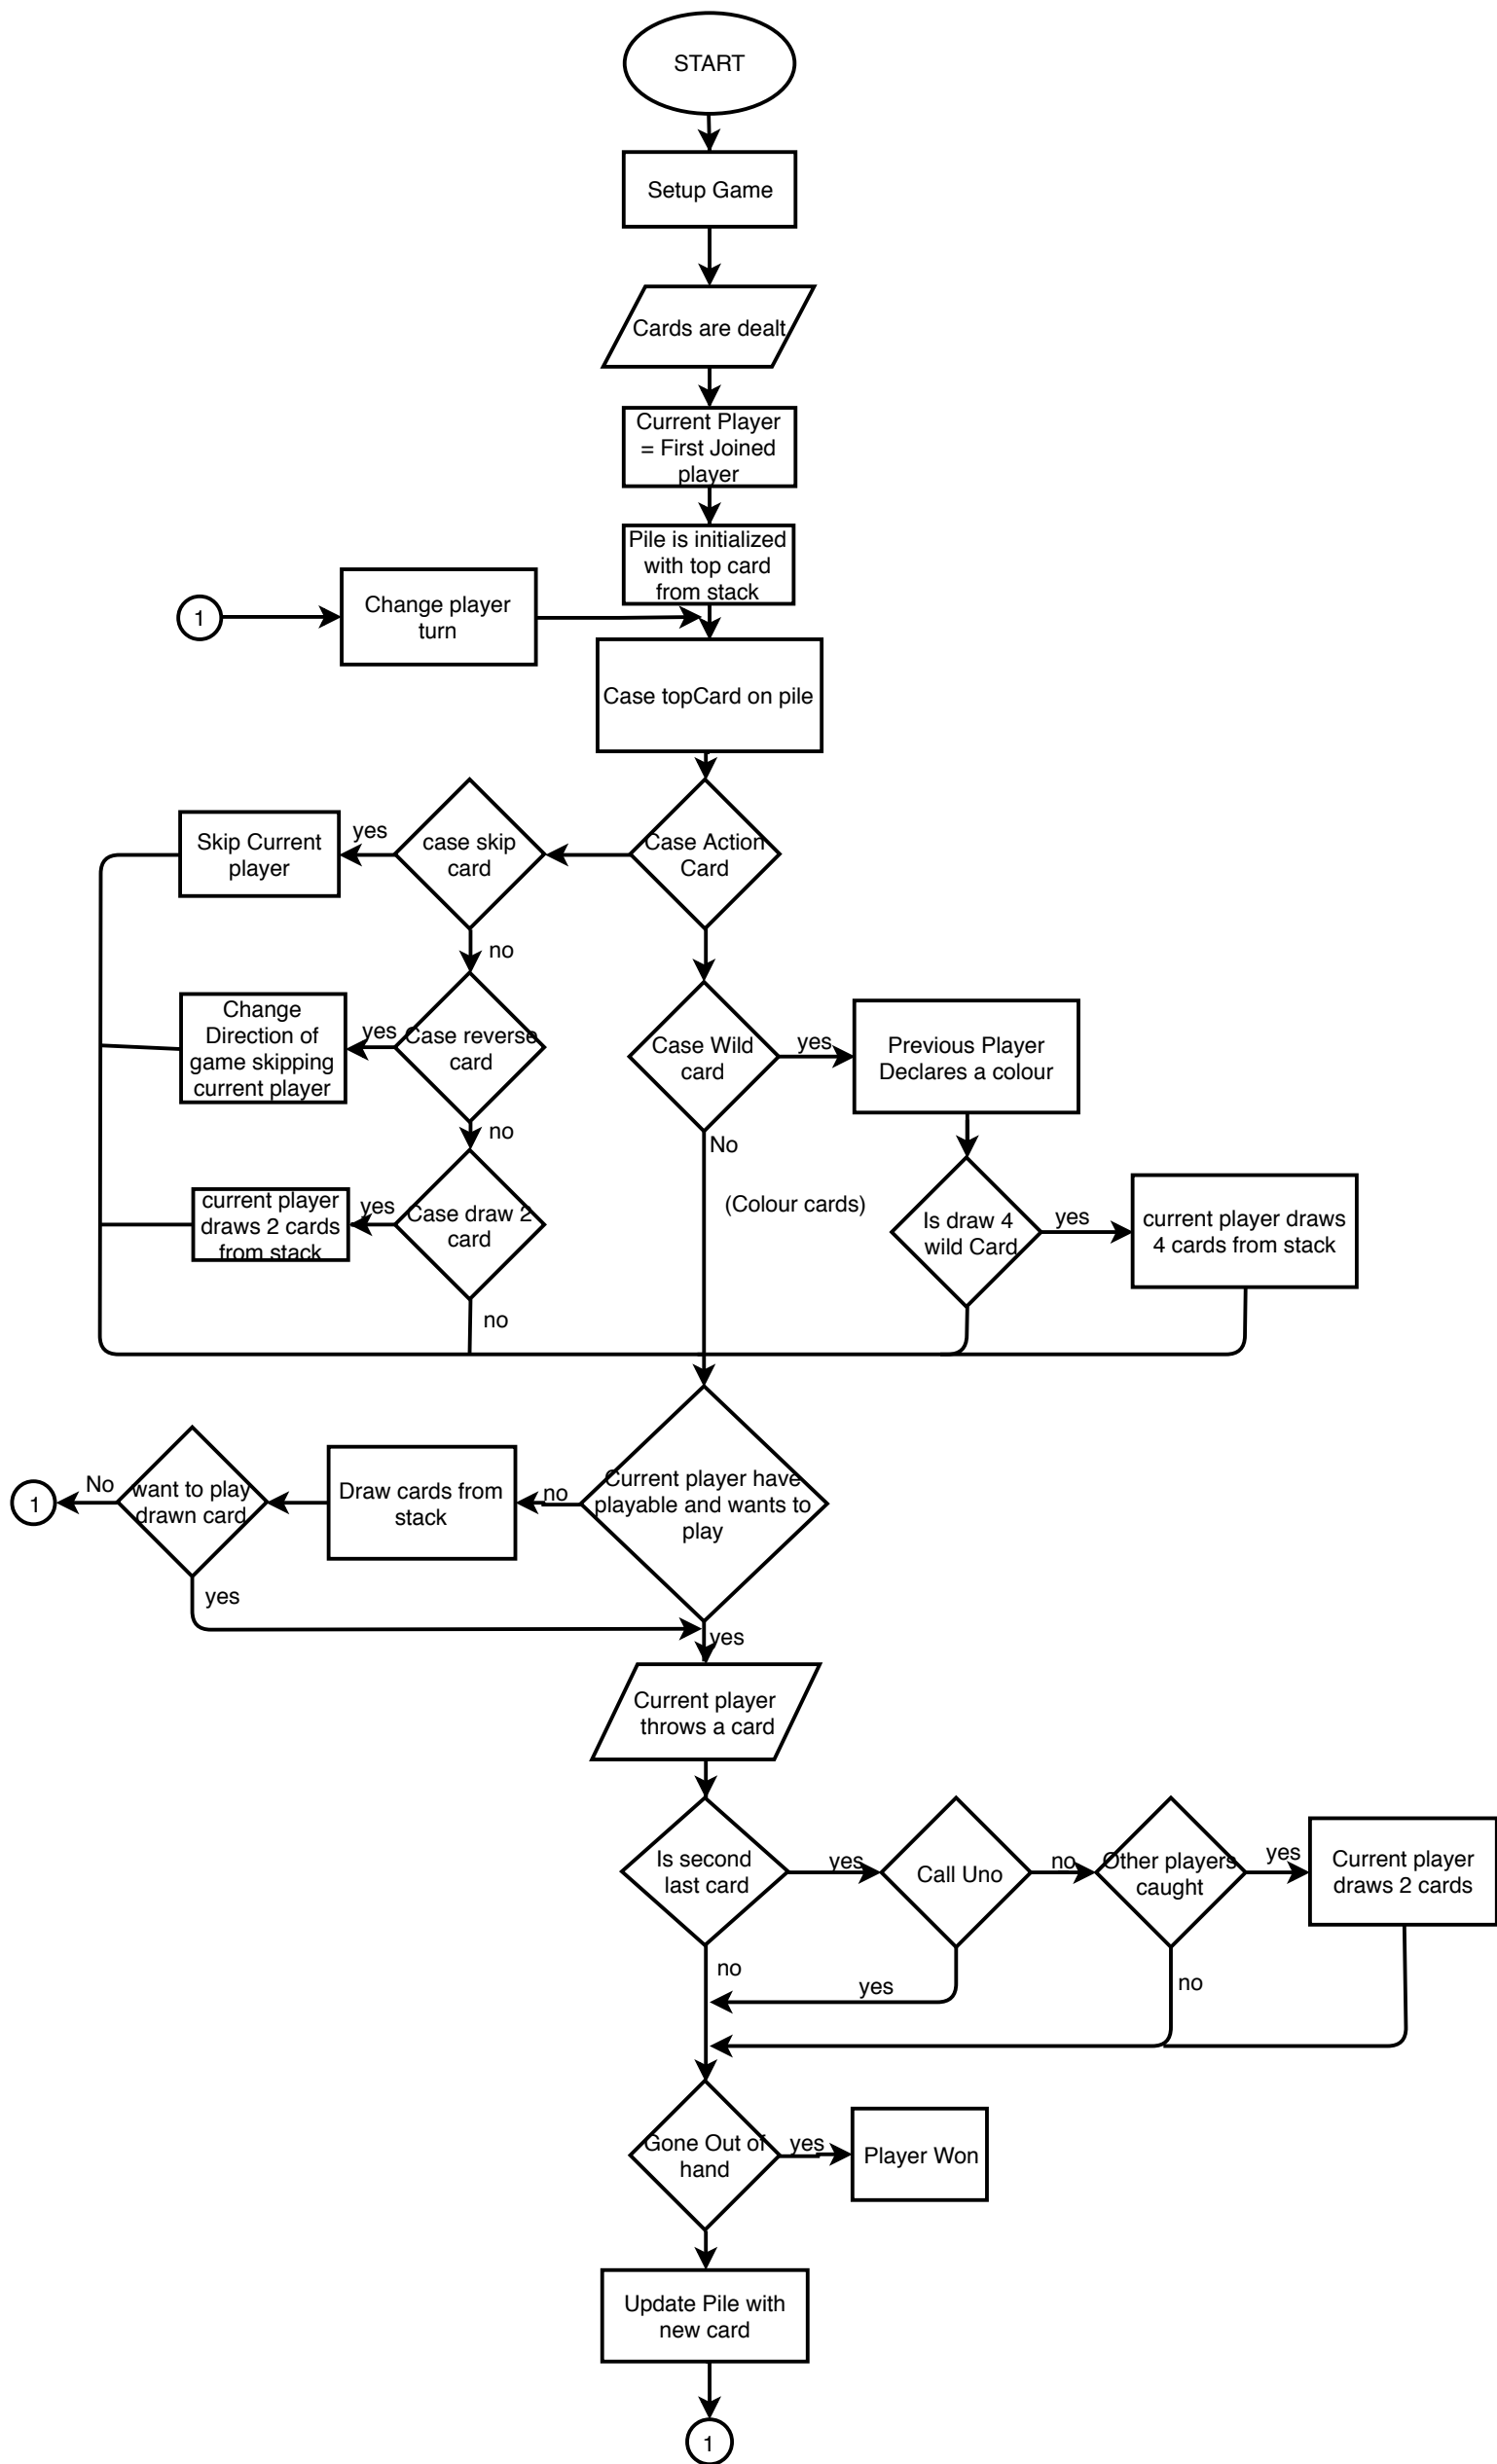 START
Setup Game
Cards are dealt
Current Player
= First Joined
player
Pile is initialized
with top card
from stack
1
Change player
turn
Case topCard on pile
Skip Current
player
yes
case skip
card
Case Action
Card
no
Change
Direction of
game skipping
current player
yes
Case reverse
card
Case Wild
card
yes
Previous Player
Declares a colour
no
No
(Colour cards)
current player
draws 2 cards
from stack
yes
Case draw 2
card
Is draw 4
wild Card
yes
current player draws
4 cards from stack
no
1
No
want to play
drawn card
Draw cards from
stack
no
Current player have
playable and wants to
play
yes
yes
Current player
throws a card
Is second
last card
yes
Call Uno
no
Other players
caught
yes
Current player
draws 2 cards
no
yes
no
Gone Out of
hand
yes
Player Won
Update Pile with
new card
1